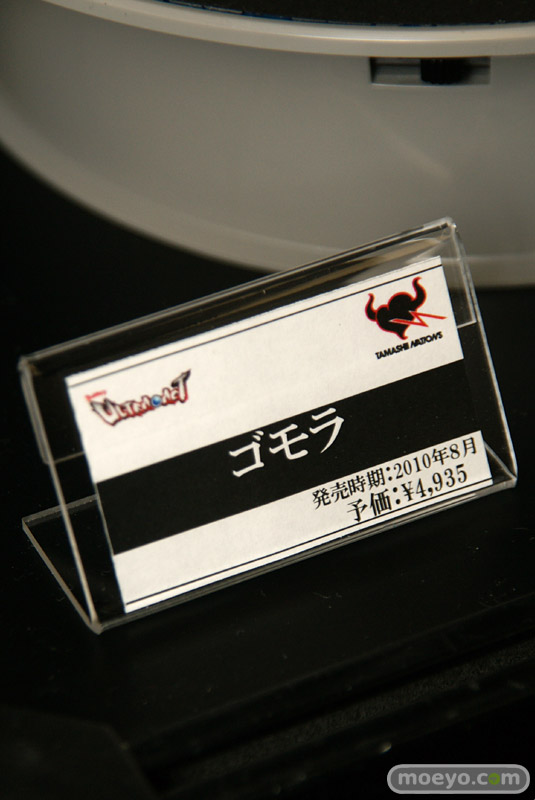 ULTRA-ACT
TAMASHII NATIONS
ゴモラ
発売時期:2010年8月
予価:¥4,935
moeyo.com